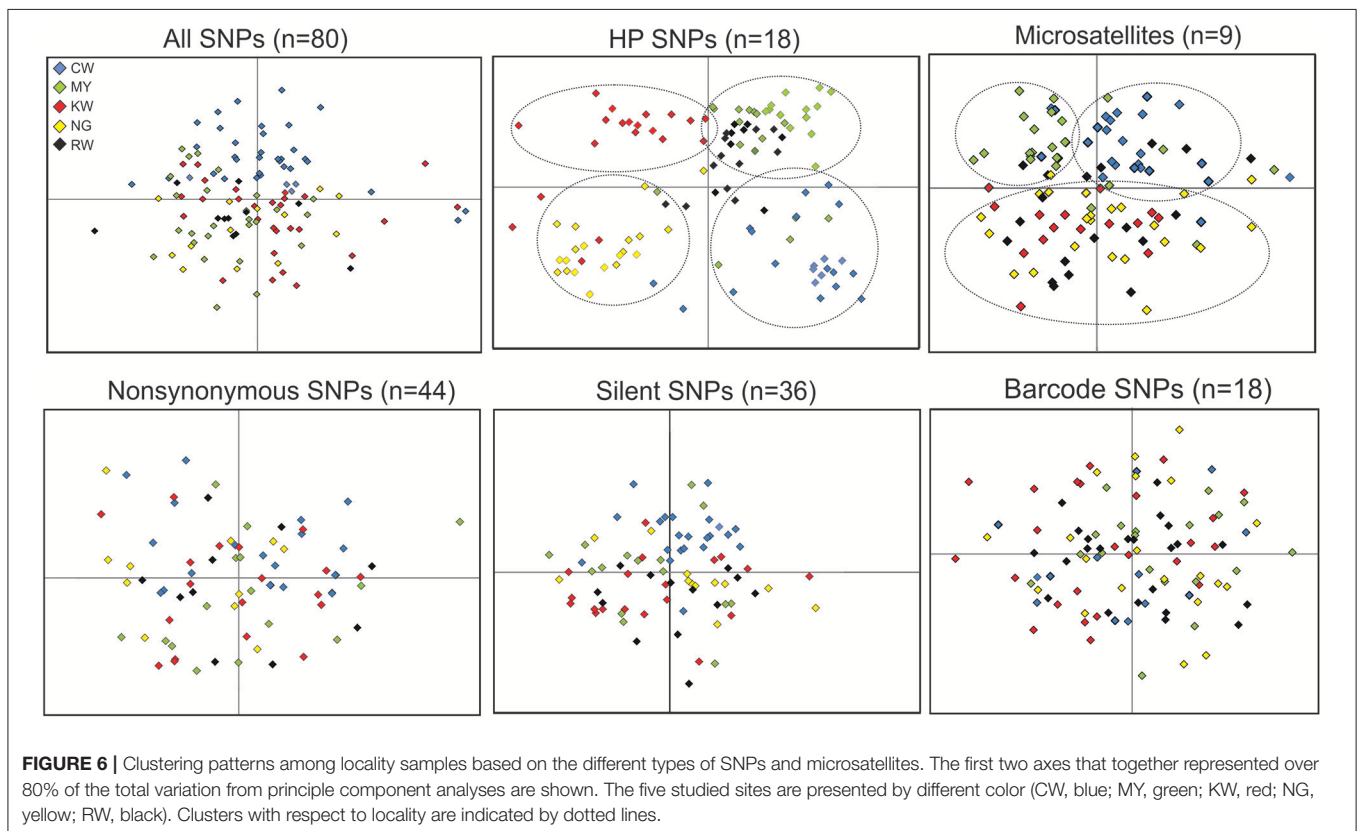 All SNPs (n=80)
HP SNPs (n=18)
Microsatellites (n=9)
CW
MY
KW
NG
RW
Nonsynonymous SNPs (n=44)
Silent SNPs (n=36)
Barcode SNPs (n=18)
FIGURE 6 | Clustering patterns among locality samples based on the different types of SNPs and microsatellites. The first two axes that together represented over
80% of the total variation from principle component analyses are shown. The five studied sites are presented by different color (CW, blue; MY, green; KW, red; NG,
yellow; RW, black). Clusters with respect to locality are indicated by dotted lines.